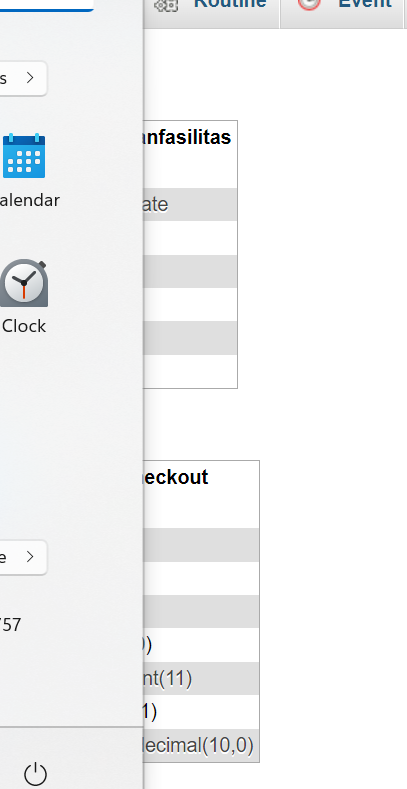 Routine
Event
s
alendar
Clock
e
757
anfasilitas
ate
eckout
0)
nt(11)
1)
decimal(10,0)